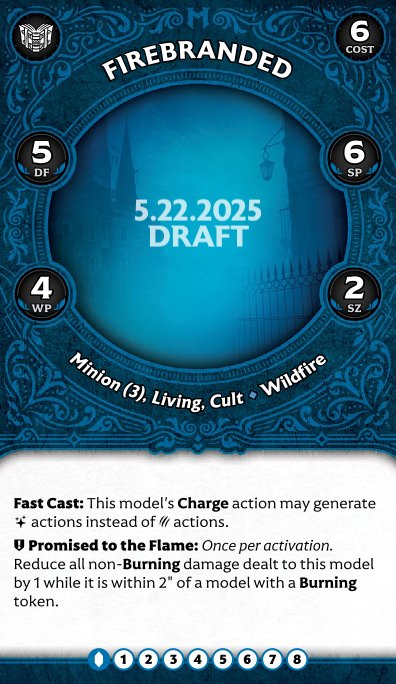 FIREBRANDED
6
COST
5
DF
6
SP
5.22.2025
DRAFT
4
WP
2
SZ
Minion (3), Living, Cult ◆ Wildfire
Fast Cast: This model's Charge action may generate
actions instead of actions.
Promised to the Flame: Once per activation.
Reduce all non-Burning damage dealt to this model
by 1 while it is within 2" of a model with a Burning
token.
1 2 3 4 5 6 7 8